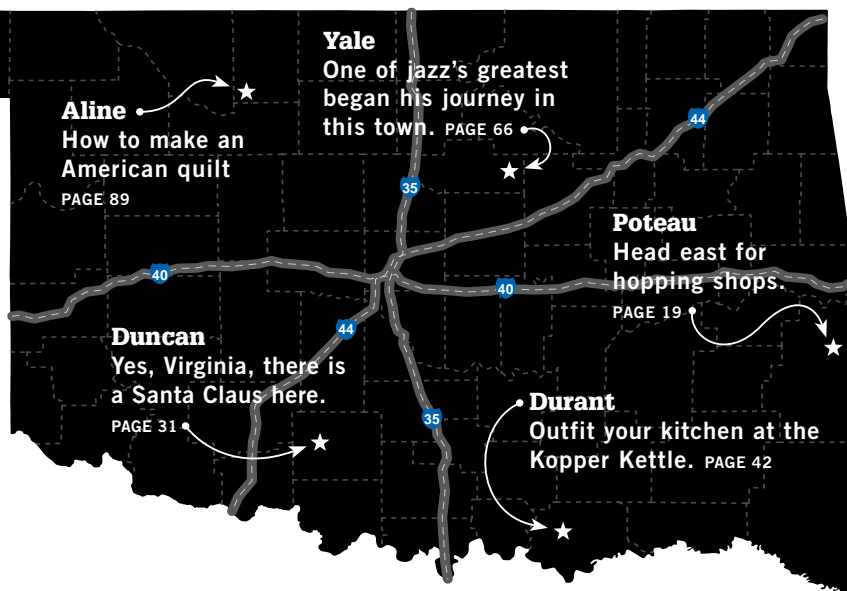 Yale
One of jazz's greatest
began his journey in
this town. PAGE 66
Aline
How to make an
American quilt
PAGE 89
44
35
Poteau
Head east for
hopping shops.
PAGE 19
40
40
44
Duncan
Yes, Virginia, there is
a Santa Claus here.
PAGE 31
35
Durant
Outfit your kitchen at the
Kopper Kettle. PAGE 42